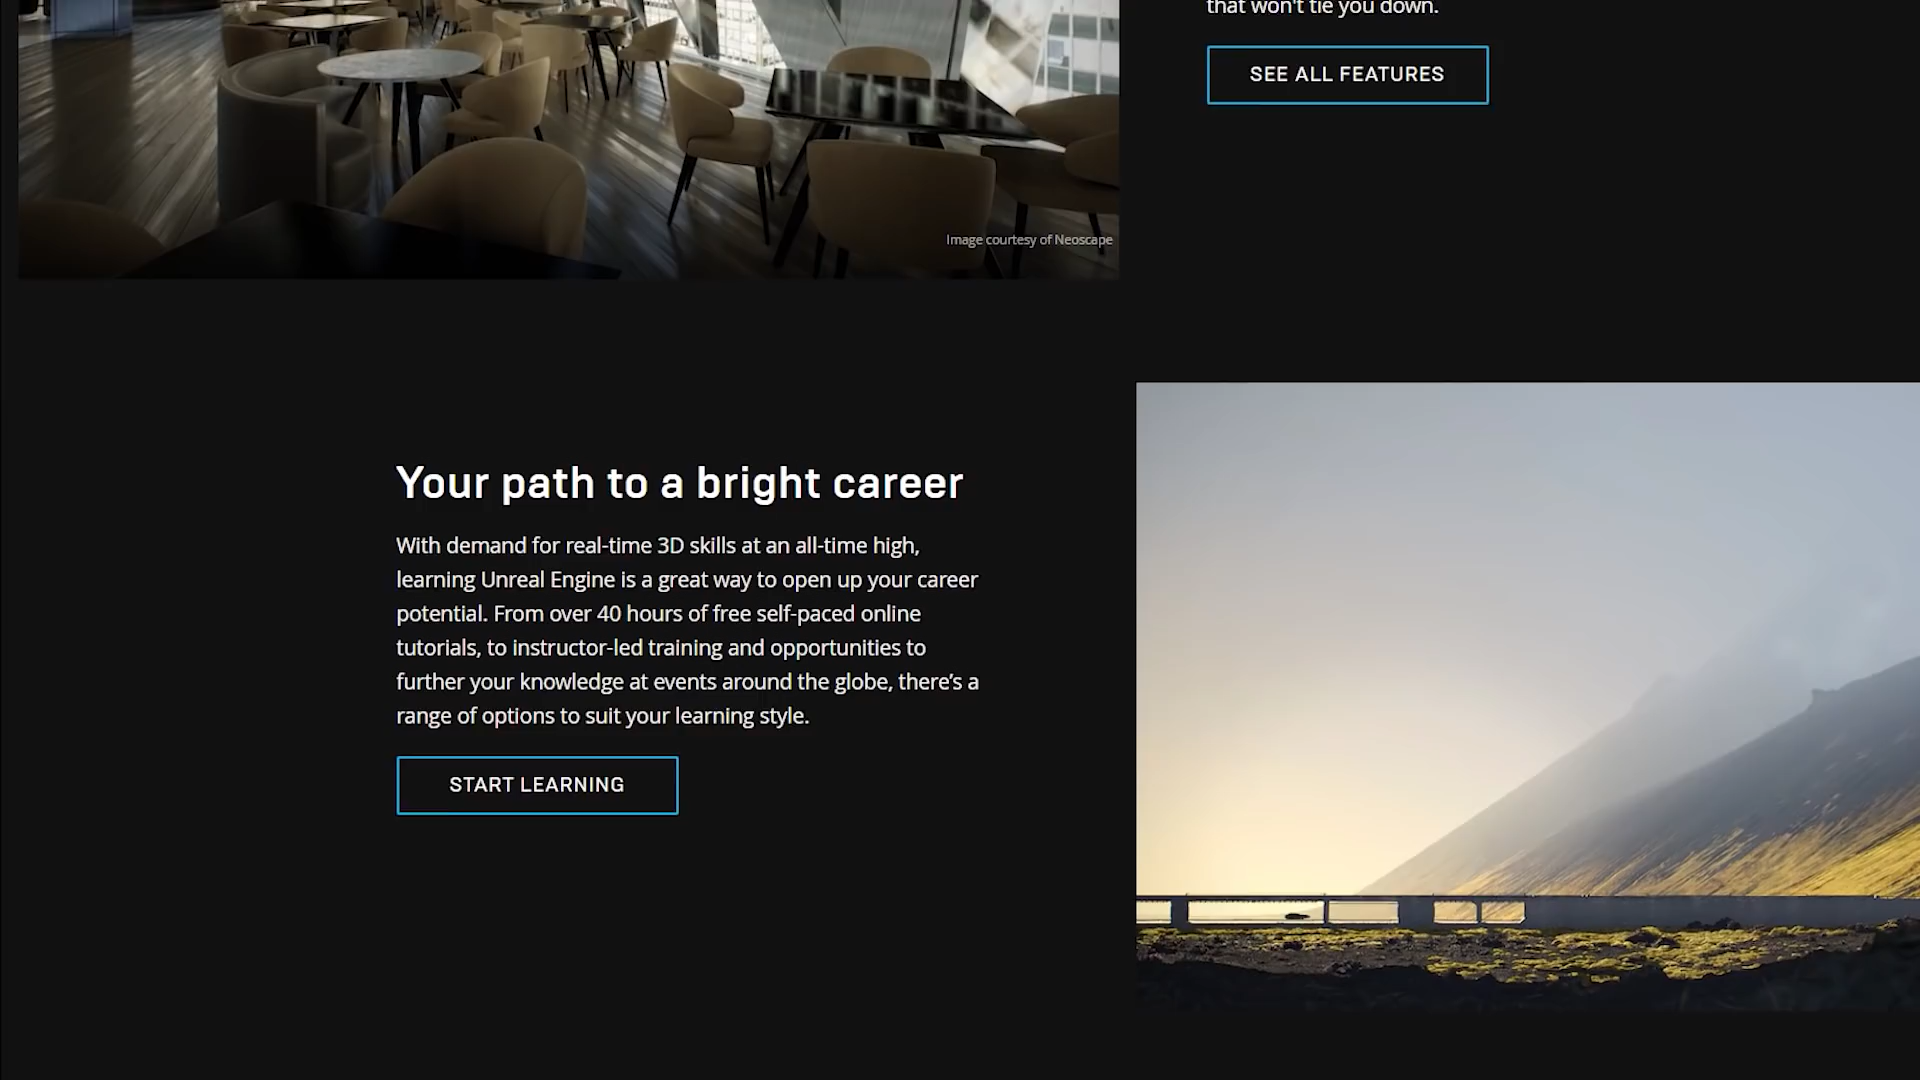 that won't tie you down.
SEE ALL FEATURES
Image courtesy of Neoscape
Your path to a bright career
With demand for real-time 3D skills at an all-time high,
learning Unreal Engine is a great way to open up your career
potential. From over 40 hours of free self-paced online
tutorials, to instructor-led training and opportunities to
further your knowledge at events around the globe, there’s a
range of options to suit your learning style.
START LEARNING